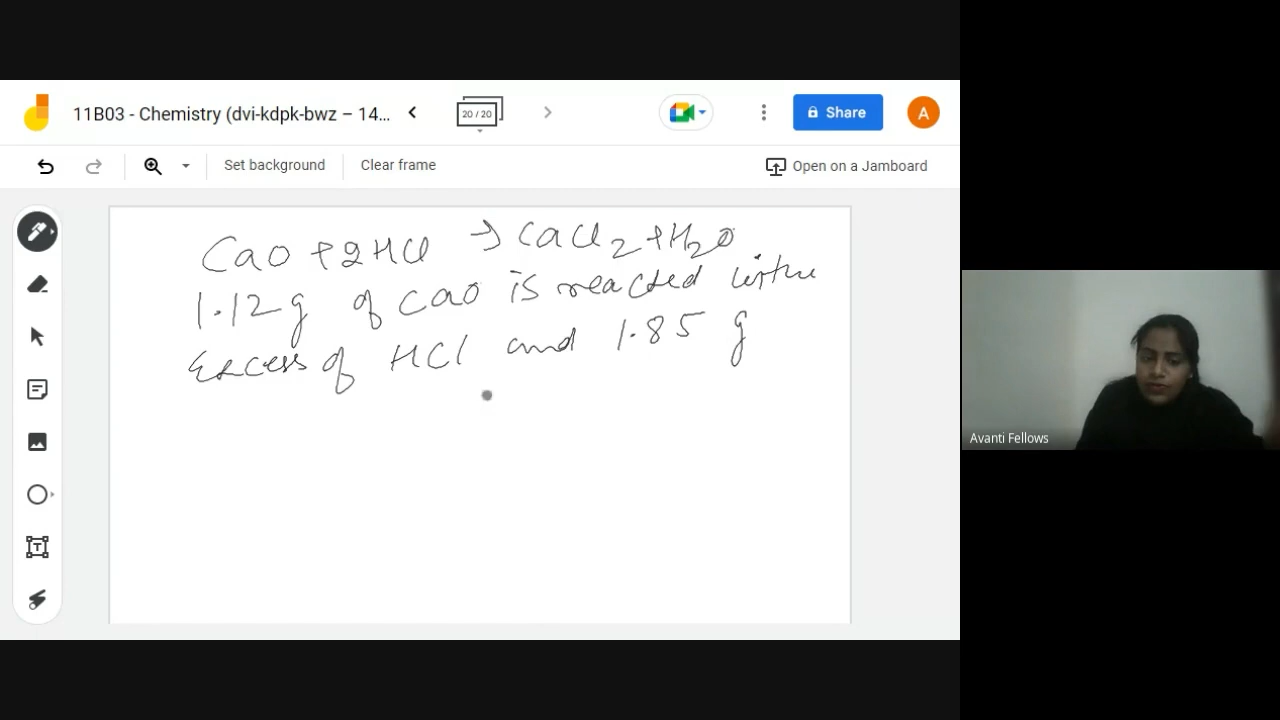 11B03 - Chemistry (dvi-kdpk-bwz – 14...
20 / 20
Share
A
Set background
Clear frame
Open on a Jamboard
CaO + 2HCl → CaCl2 + H2O
1.12g of CaO is reacted with
Excess of HCl and 1.85 g
Avanti Fellows